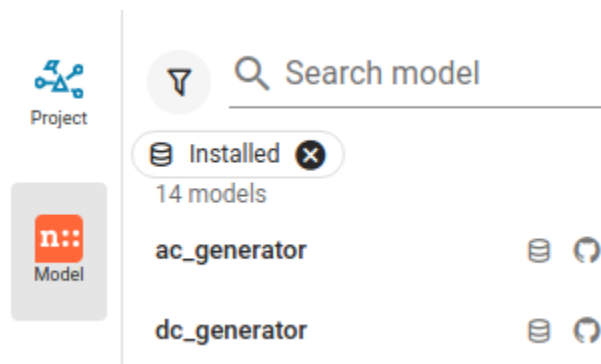 Project
Search model
Installed
14 models
n::
Model
ac_generator
dc_generator